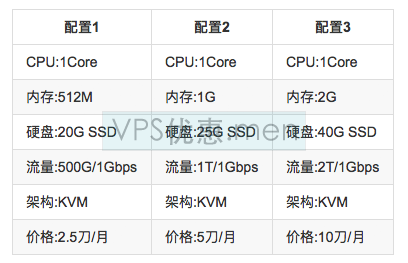 配置1 配置2 配置3
CPU:1Core CPU:1Core CPU:1Core
内存:512M 内存:1G 内存:2G
VPS优惠.men
硬盘:20G SSD 硬盘:25G SSD 硬盘:40G SSD
流量:500G/1Gbps 流量:1T/1Gbps 流量:2T/1Gbps
架构:KVM 架构:KVM 架构:KVM
价格:2.5刀/月 价格:5刀/月 价格:10刀/月